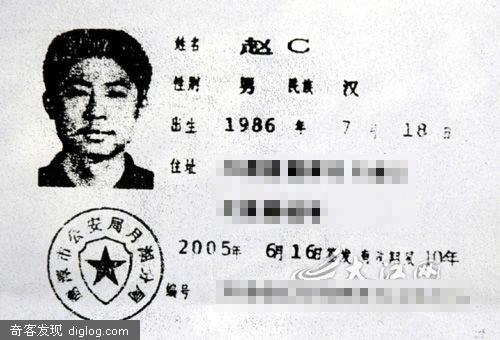 姓名 赵C
性别 男 民族 汉
出生 1986 年 7 月 18 日
住址
鹰潭市公安局月湖分局
2005年 6月16日签发 有效期限 10年
大江网
编号
奇客发现 diglog.com